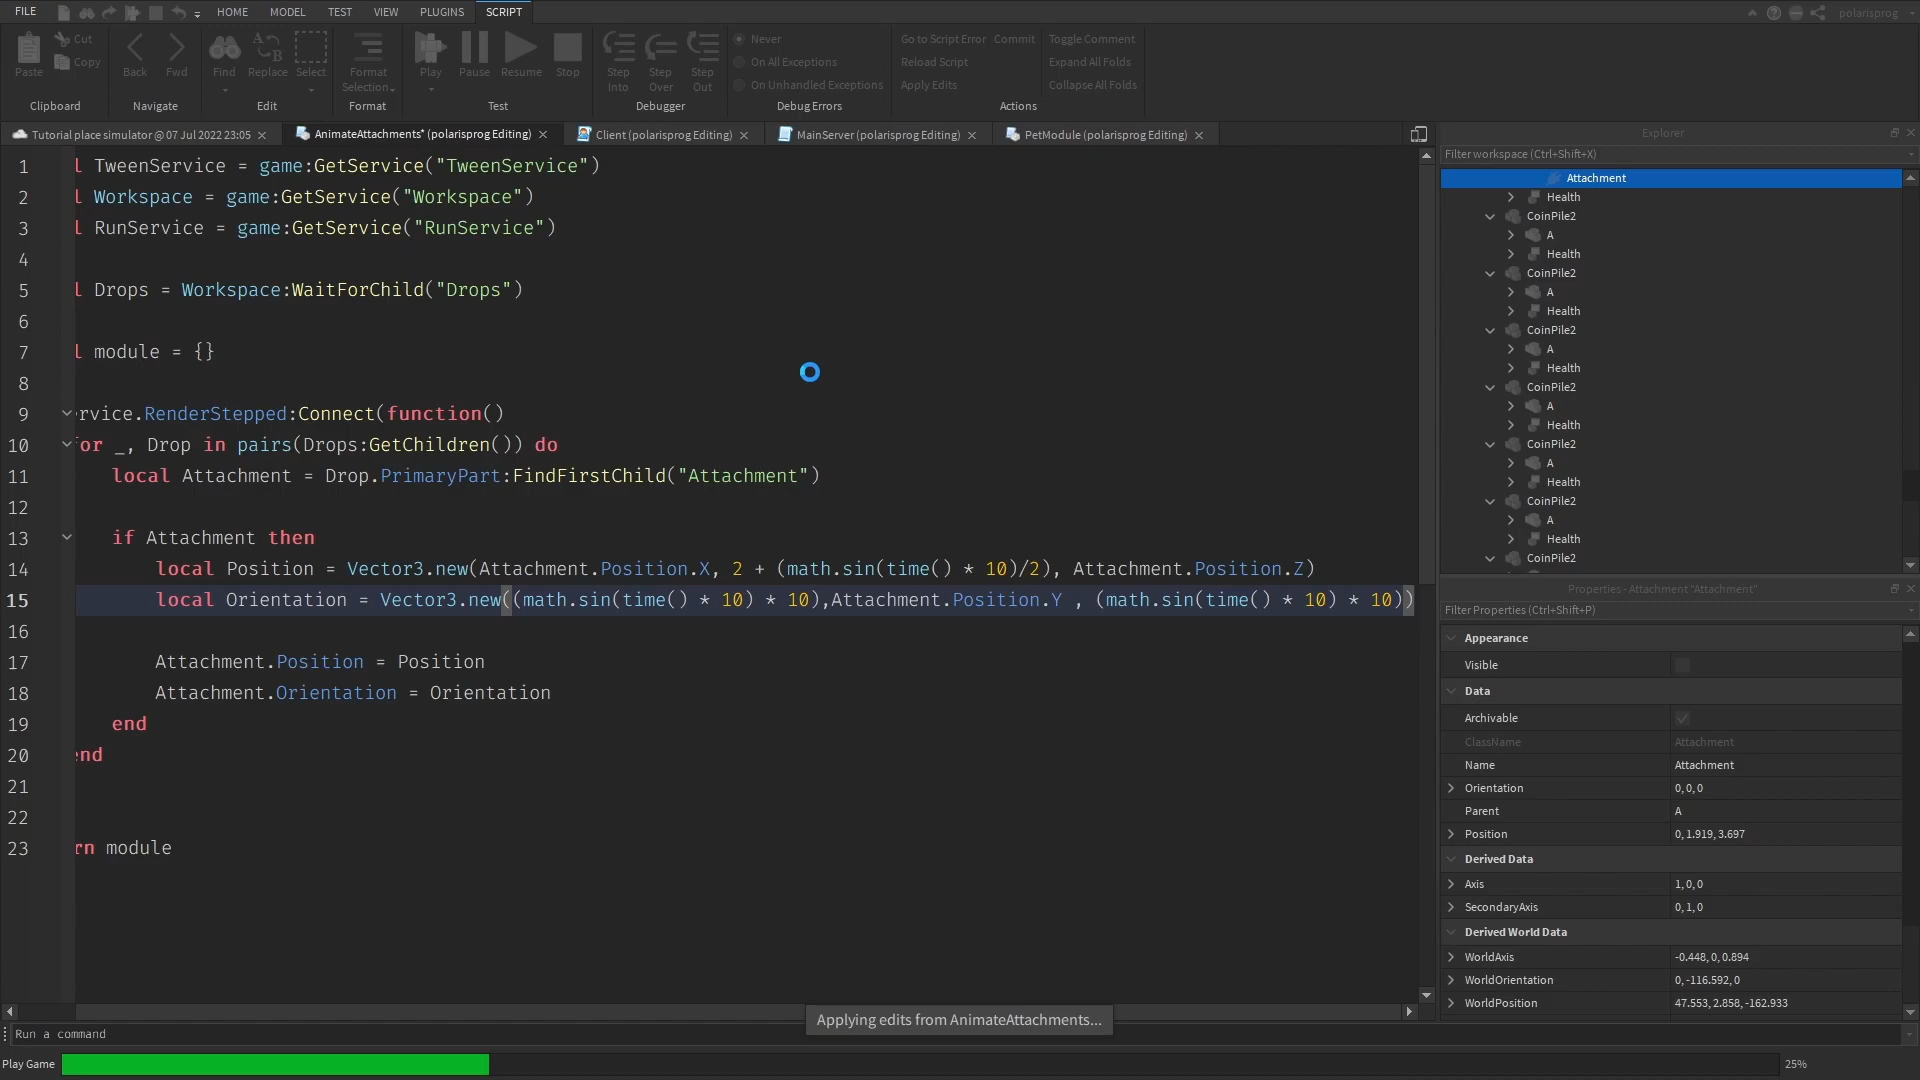 FILE HOME MODEL TEST VIEW PLUGINS SCRIPT polarisprog
Cut
Copy
Paste
Clipboard
Back Fwd
Navigate
Find Replace Select
Edit
Format
Selection
Format
Play Pause Resume Stop
Test
Step Into
Step Over
Step Out
Debugger
Never
On All Exceptions
On Unhandled Exceptions
Debug Errors
Go to Script Error Commit Toggle Comment
Reload Script Expand All Folds
Apply Edits Collapse All Folds
Actions
Tutorial place simulator @ 07 Jul 2022 23:05
AnimateAttachments* (polarisprog Editing)
Client (polarisprog Editing)
MainServer (polarisprog Editing)
PetModule (polarisprog Editing)
1 l TweenService = game:GetService("TweenService")
2 l Workspace = game:GetService("Workspace")
3 l RunService = game:GetService("RunService")
4
5 l Drops = Workspace:WaitForChild("Drops")
6
7 l module = {}
8
9 rvice.RenderStepped:Connect(function()
10 or _, Drop in pairs(Drops:GetChildren()) do
11 local Attachment = Drop.PrimaryPart:FindFirstChild("Attachment")
12
13 if Attachment then
14 local Position = Vector3.new(Attachment.Position.X, 2 + (math.sin(time() * 10)/2), Attachment.Position.Z)
15 local Orientation = Vector3.new((math.sin(time() * 10) * 10),Attachment.Position.Y , (math.sin(time() * 10) * 10))
16
17 Attachment.Position = Position
18 Attachment.Orientation = Orientation
19 end
20 end
21
22
23 rn module
Applying edits from AnimateAttachments...
Run a command
Play Game 25%
Explorer
Filter workspace (Ctrl+Shift+X)
Attachment
Health
CoinPile2
A
Health
CoinPile2
A
Health
CoinPile2
A
Health
CoinPile2
A
Health
CoinPile2
A
Health
CoinPile2
A
Health
CoinPile2
Properties - Attachment "Attachment"
Filter Properties (Ctrl+Shift+P)
Appearance
Visible
Data
Archivable
ClassName Attachment
Name Attachment
Orientation 0, 0, 0
Parent A
Position 0, 1.919, 3.697
Derived Data
Axis 1, 0, 0
SecondaryAxis 0, 1, 0
Derived World Data
WorldAxis -0.448, 0, 0.894
WorldOrientation 0, -116.592, 0
WorldPosition 47.553, 2.858, -162.933